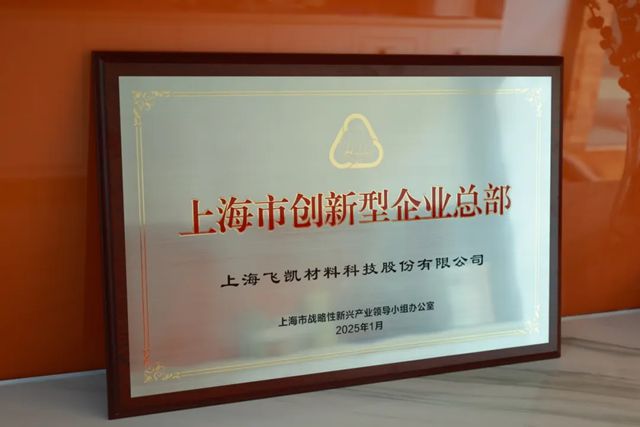 上海市创新型企业总部
上海飞凯材料科技股份有限公司
上海市战略性新兴产业领导小组办公室
2025年1月